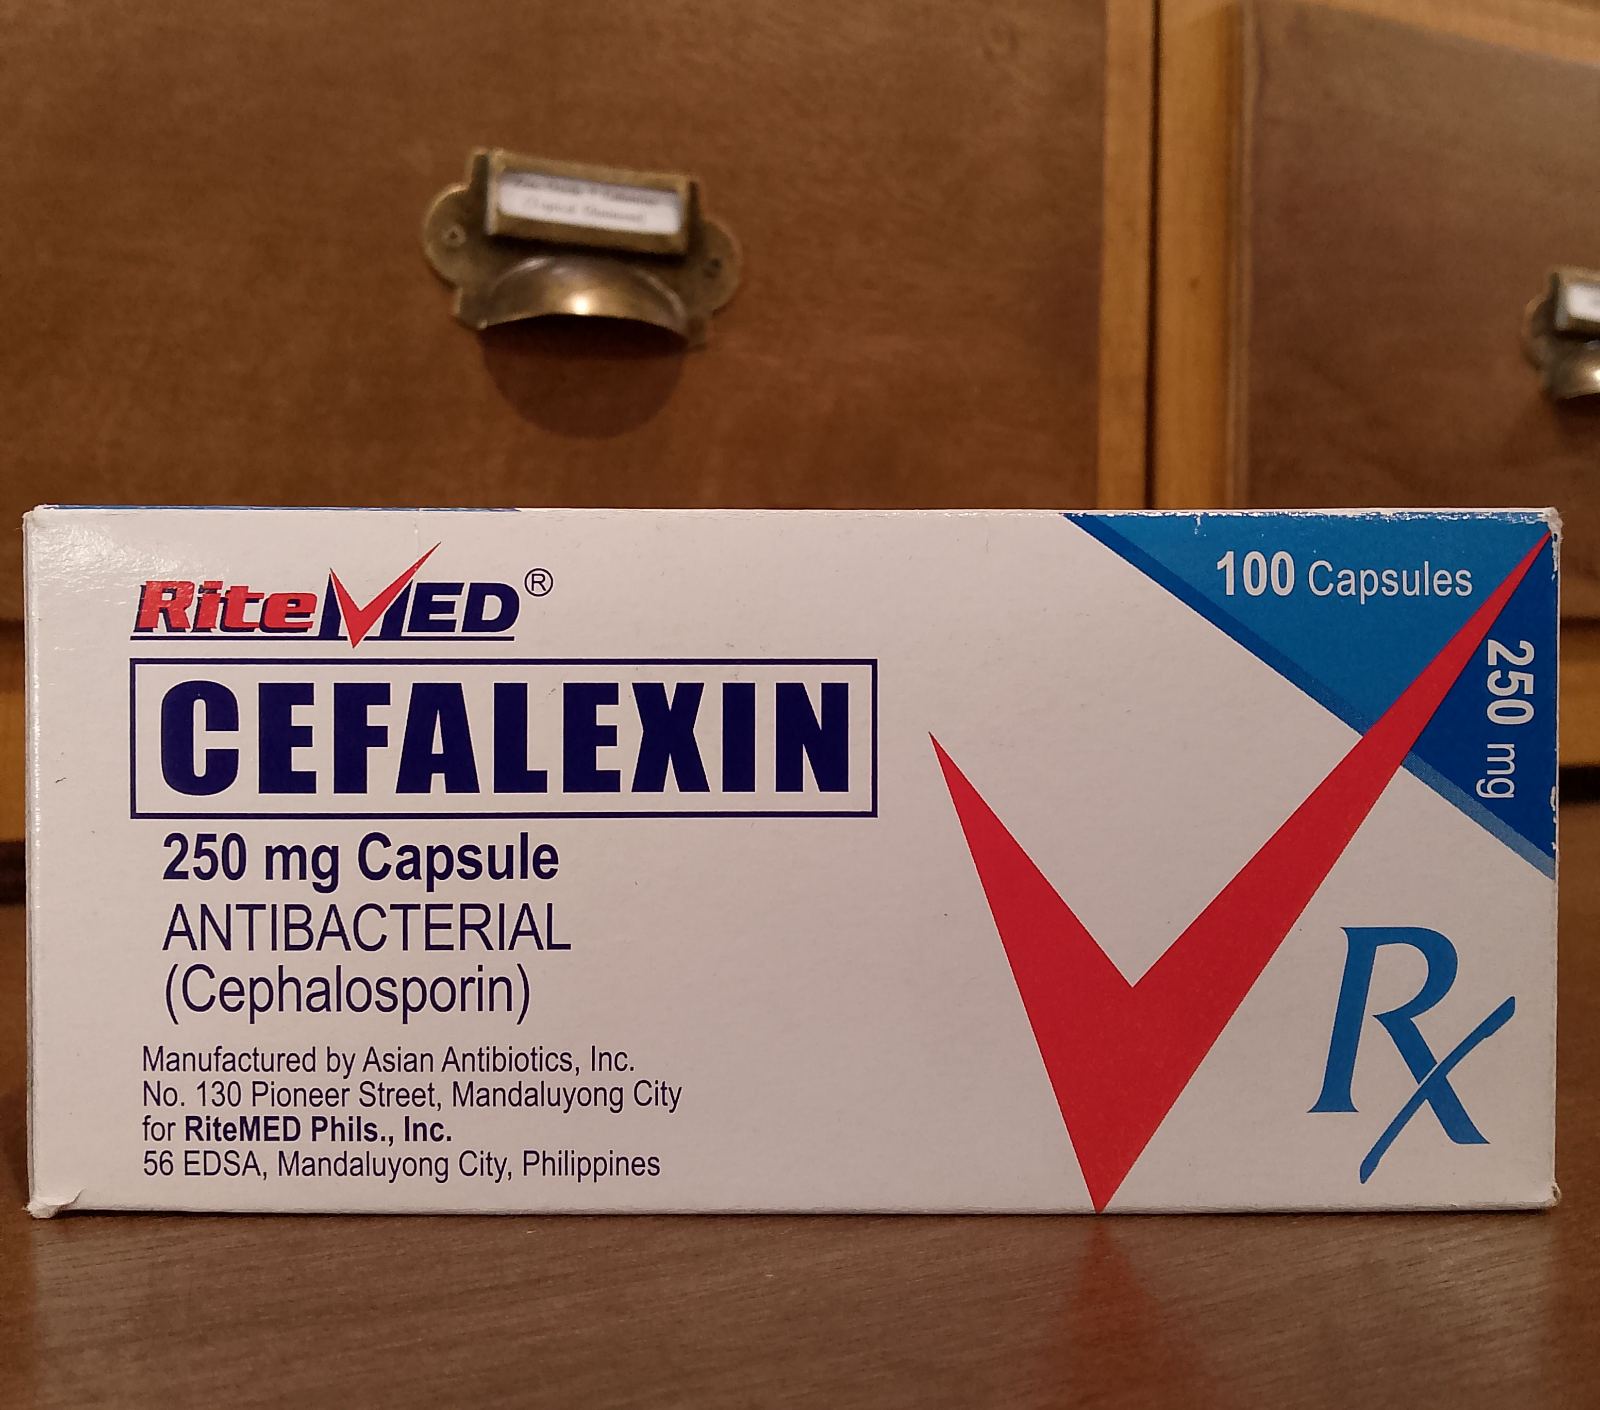 RiteMED®
CEFALEXIN
250 mg Capsule
ANTIBACTERIAL
(Cephalosporin)
Manufactured by Asian Antibiotics, Inc.
No. 130 Pioneer Street, Mandaluyong City
for RiteMED Phils., Inc.
56 EDSA, Mandaluyong City, Philippines
100 Capsules
250 mg
Rx